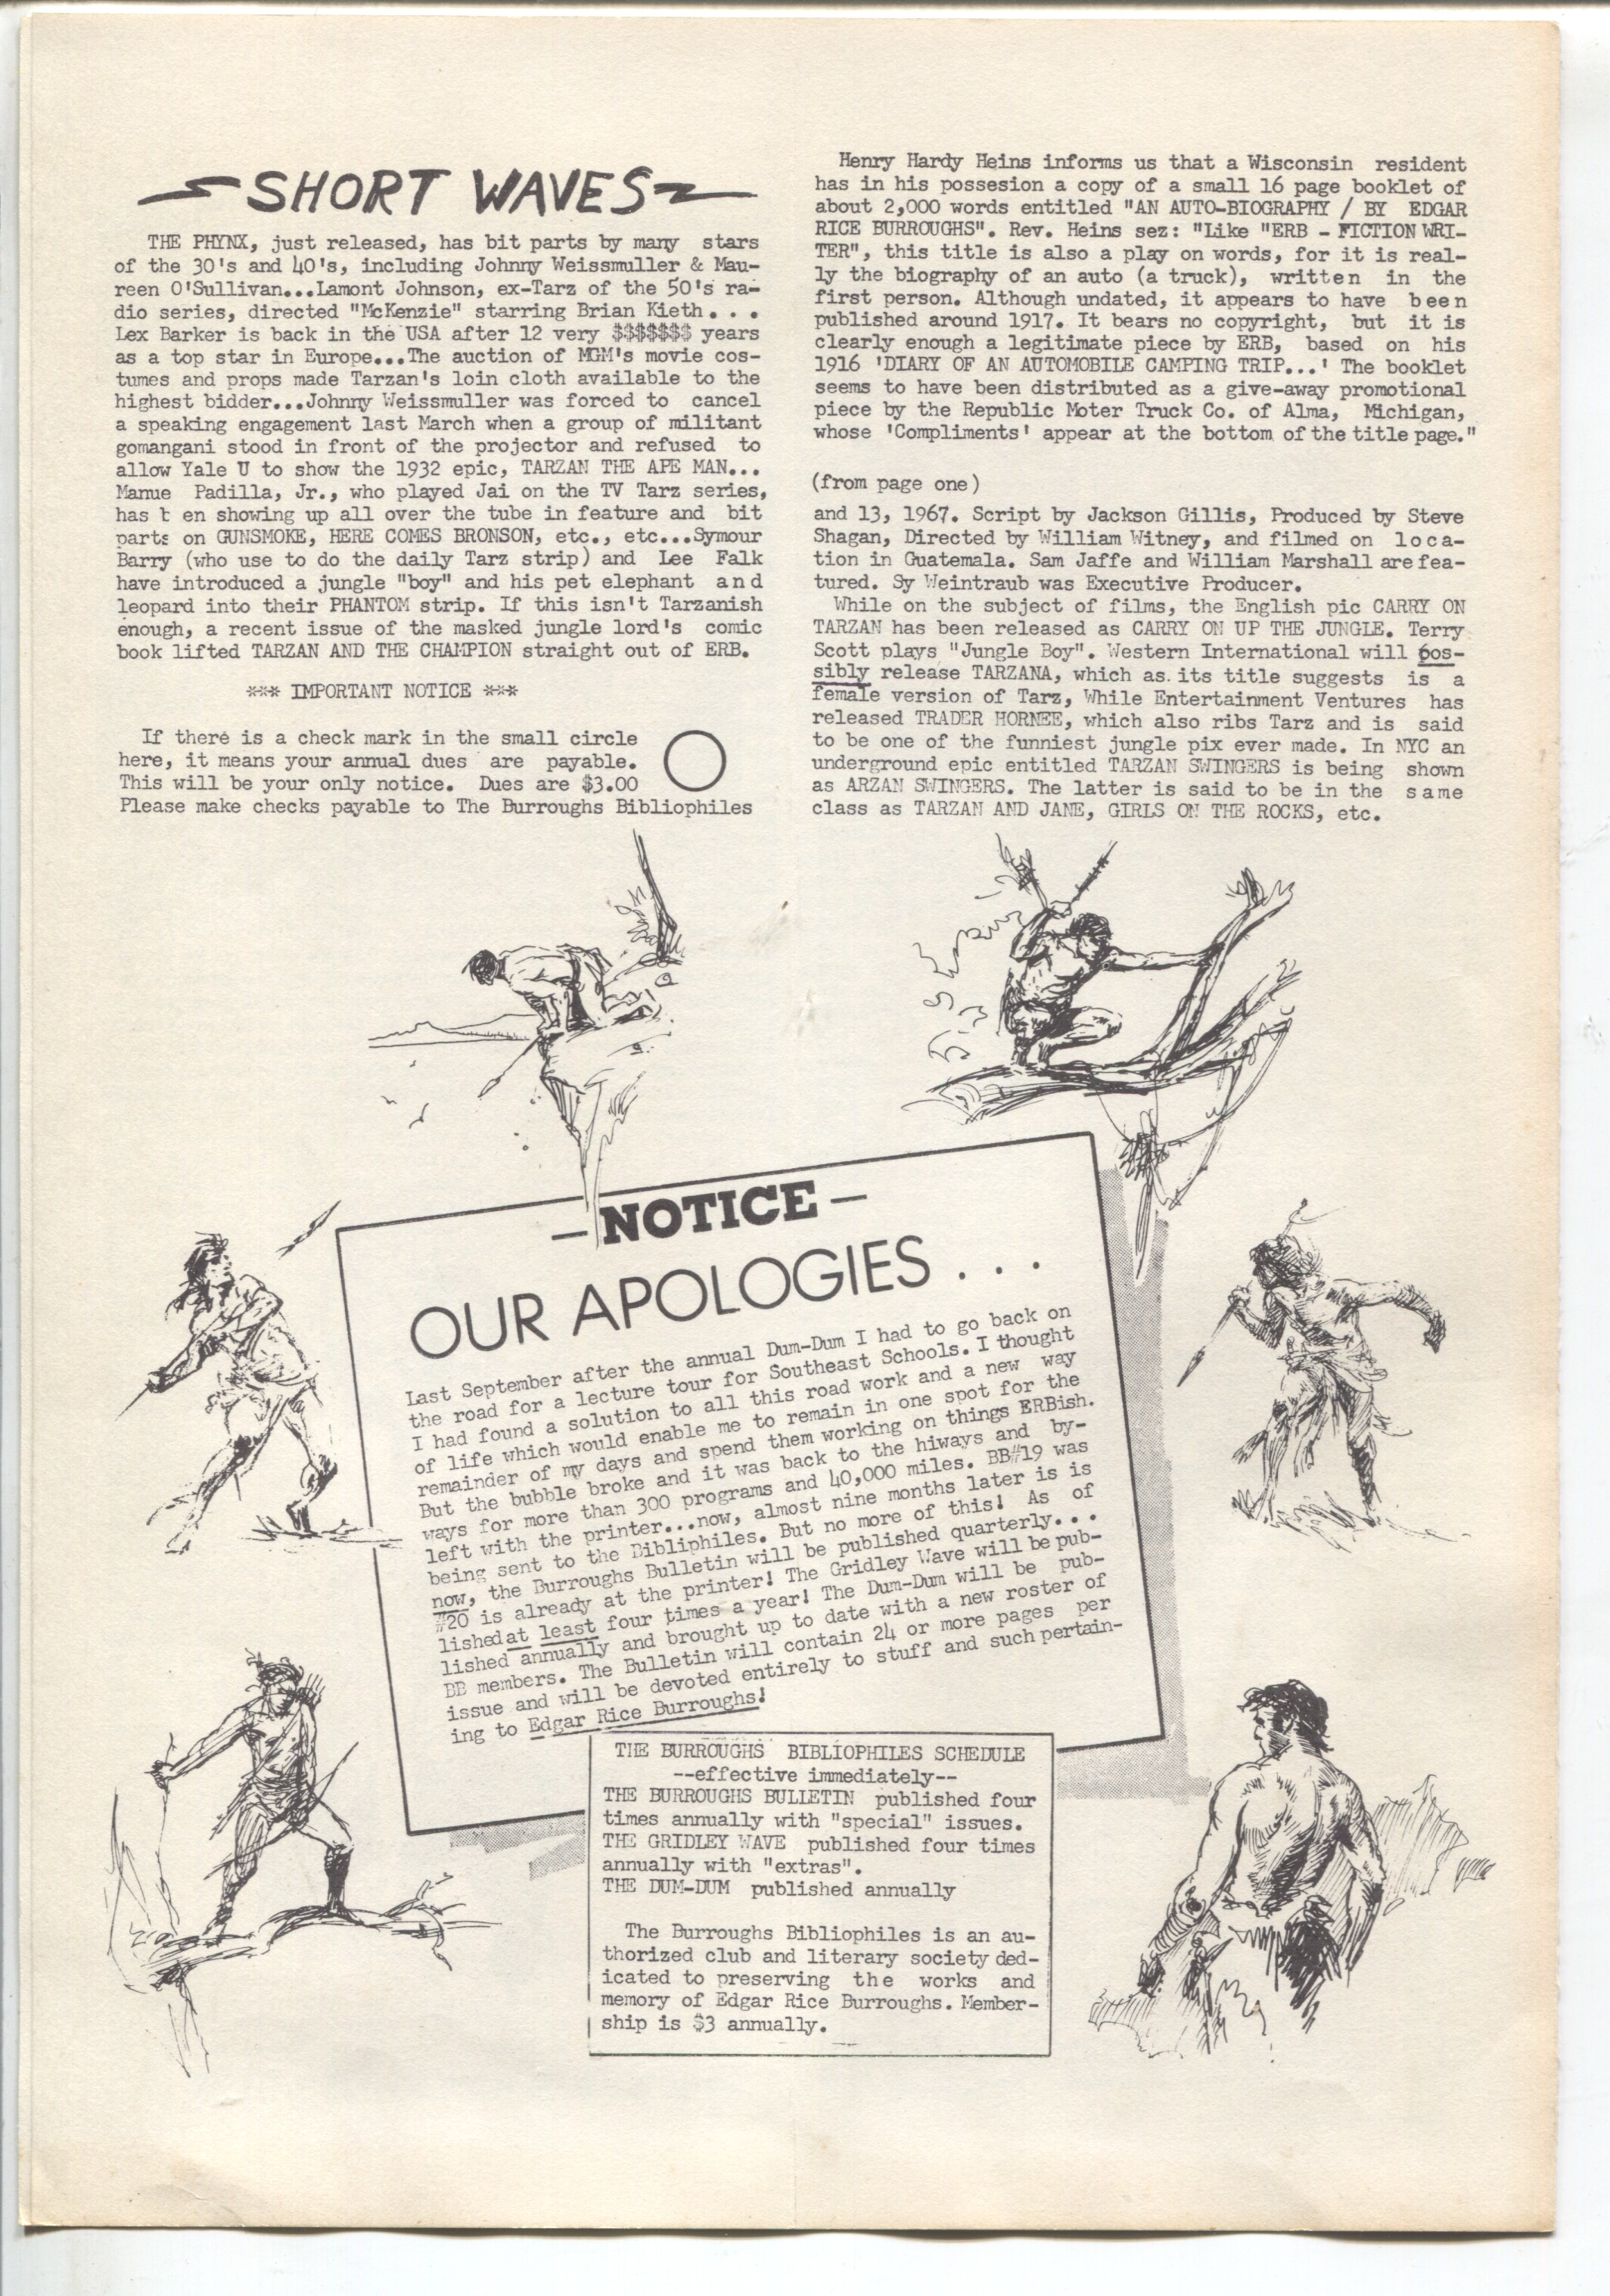 SHORT WAVES
THE PHYNX, just released, has bit parts by many stars
of the 30's and 40's, including Johnny Weissmuller & Mau-
reen O'Sullivan...Lamont Johnson, ex-Tarz of the 50's ra-
dio series, directed "McKenzie" starring Brian Kieth...
Lex Barker is back in the USA after 12 very $$$$$$$ years
as a top star in Europe...The auction of MGM's movie cos-
tumes and props made Tarzan's loin cloth available to the
highest bidder...Johnny Weissmuller was forced to cancel
a speaking engagement last March when a group of militant
gomangani stood in front of the projector and refused to
allow Yale U to show the 1932 epic, TARZAN THE APE MAN...
Manue Padilla, Jr., who played Jai on the TV Tarz series,
has b en showing up all over the tube in feature and bit
parts on GUNSMOKE, HERE COMES BRONSON, etc., etc...Symour
Barry (who use to do the daily Tarz strip) and Lee Falk
have introduced a jungle "boy" and his pet elephant and
leopard into their PHANTOM strip. If this isn't Tarzanish
enough, a recent issue of the masked jungle lord's comic
book lifted TARZAN AND THE CHAMPION straight out of ERB.
*** IMPORTANT NOTICE ***
If there is a check mark in the small circle
here, it means your annual dues are payable.
This will be your only notice. Dues are $3.00
Please make checks payable to The Burroughs Bibliophiles
Henry Hardy Heins informs us that a Wisconsin resident
has in his possesion a copy of a small 16 page booklet of
about 2,000 words entitled "AN AUTO-BIOGRAPHY / BY EDGAR
RICE BURROUGHS". Rev. Heins sez: "Like "ERB - FICTION WRI-
TER", this title is also a play on words, for it is real-
ly the biography of an auto (a truck), written in the
first person. Although undated, it appears to have been
published around 1917. It bears no copyright, but it is
clearly enough a legitimate piece by ERB, based on his
1916 'DIARY OF AN AUTOMOBILE CAMPING TRIP...' The booklet
seems to have been distributed as a give-away promotional
piece by the Republic Moter Truck Co. of Alma, Michigan,
whose 'Compliments' appear at the bottom of the title page."
(from page one)
and 13, 1967. Script by Jackson Gillis, Produced by Steve
Shagan, Directed by William Witney, and filmed on loca-
tion in Guatemala. Sam Jaffe and William Marshall are fea-
tured. Sy Weintraub was Executive Producer.
While on the subject of films, the English pic CARRY ON
TARZAN has been released as CARRY ON UP THE JUNGLE. Terry
Scott plays "Jungle Boy". Western International will pos-
sibly release TARZANA, which as its title suggests is a
female version of Tarz, While Entertainment Ventures has
released TRADER HORNEE, which also ribs Tarz and is said
to be one of the funniest jungle pix ever made. In NYC an
underground epic entitled TARZAN SWINGERS is being shown
as ARZAN SWINGERS. The latter is said to be in the same
class as TARZAN AND JANE, GIRLS ON THE ROCKS, etc.
— NOTICE —
OUR APOLOGIES...
Last September after the annual Dum-Dum I had to go back on
the road for a lecture tour for Southeast Schools. I thought
I had found a solution to all this road work and a new way
of life which would enable me to remain in one spot for the
remainder of my days and spend them working on things ERBish.
But the bubble broke and it was back to the hiways and by-
ways for more than 300 programs and 40,000 miles. BB#19 was
left with the printer...now, almost nine months later is is
being sent to the Bibliphiles. But no more of this! As of
now, the Burroughs Bulletin will be published quarterly...
#20 is already at the printer! The Gridley Wave will be pub-
lished at least four times a year! The Dum-Dum will be pub-
lished annually and brought up to date with a new roster of
BB members. The Bulletin will contain 24 or more pages per
issue and will be devoted entirely to stuff and such pertain-
ing to Edgar Rice Burroughs!
THE BURROUGHS BIBLIOPHILES SCHEDULE
--effective immediately--
THE BURROUGHS BULLETIN published four
times annually with "special" issues.
THE GRIDLEY WAVE published four times
annually with "extras".
THE DUM-DUM published annually
The Burroughs Bibliophiles is an au-
thorized club and literary society ded-
icated to preserving the works and
memory of Edgar Rice Burroughs. Member-
ship is $3 annually.